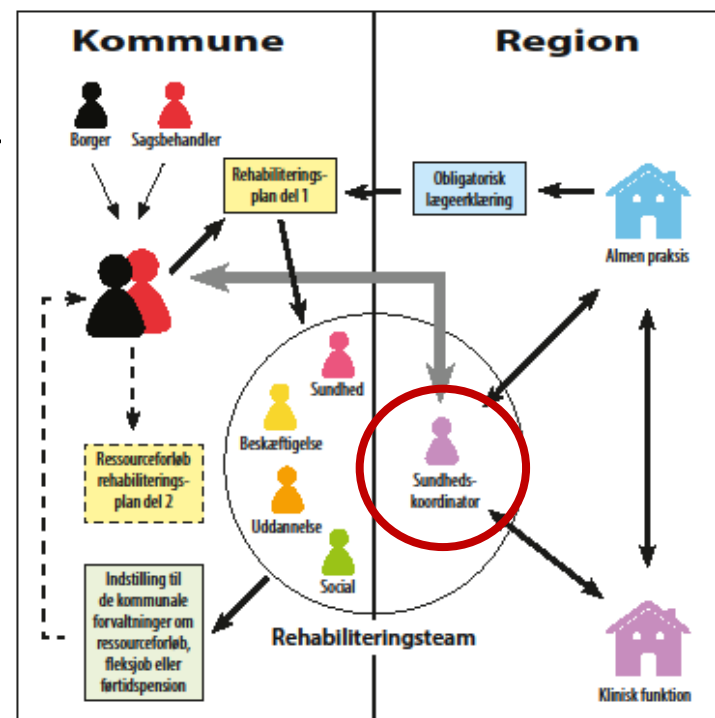 Kommune
Region
Borger
Sagsbehandler
Rehabiliterings-
plan del 1
Obligatorisk
lægeerklæring
Almen praksis
Sundhed
Beskæftigelse
Sundheds-
koordinator
Ressourceforløb
rehabiliterings-
plan del 2
Uddannelse
Social
Indstilling til
de kommunale
forvaltninger om
ressourceforløb,
fleksjob eller
førtidspension
Rehabiliteringsteam
Klinisk funktion